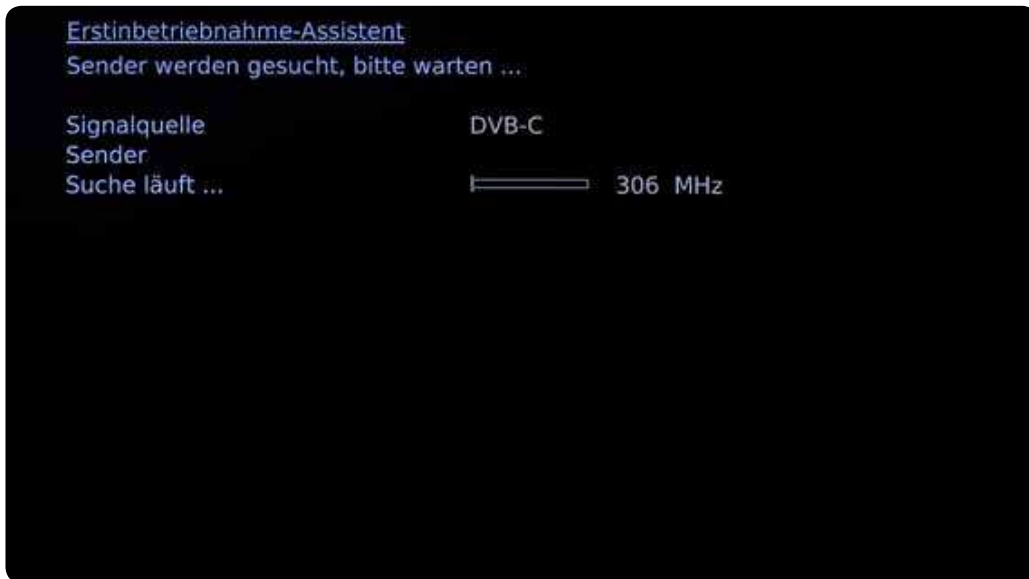 Erstinbetriebnahme-Assistent
Sender werden gesucht, bitte warten ...
Signalquelle DVB-C
Sender
Suche läuft ... 306 MHz